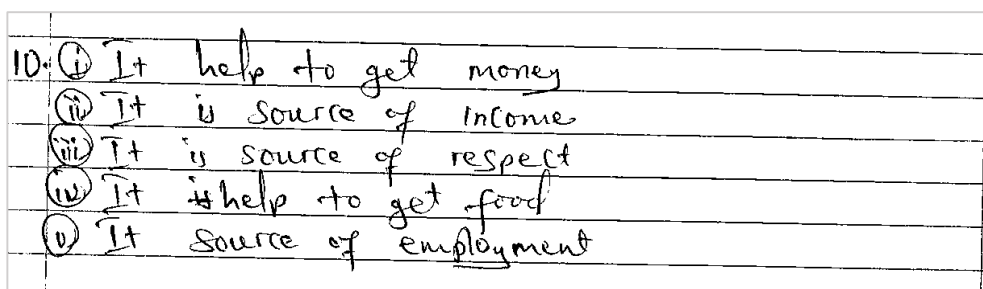 10. (i) It help to get money
(ii) It is source of income
(iii) It is source of respect
(iv) It help to get food
(v) It source of employment